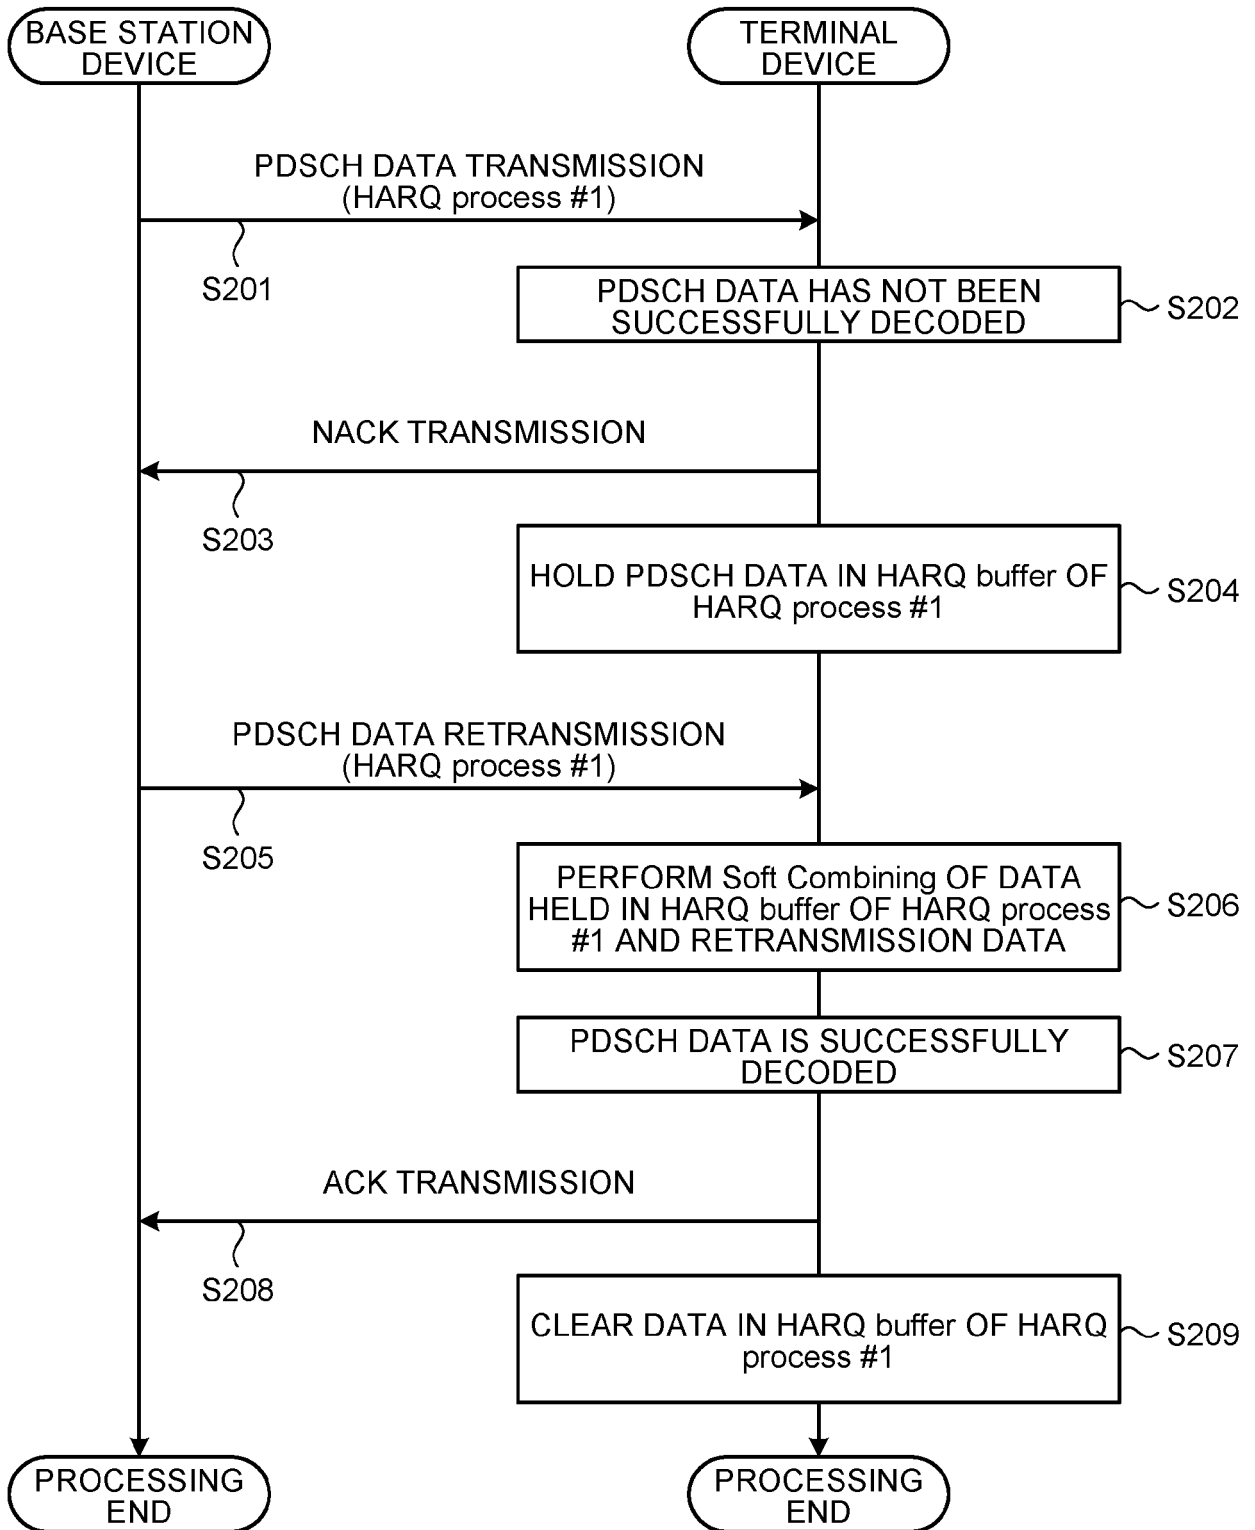 BASE STATION
DEVICE
TERMINAL
DEVICE
PDSCH DATA TRANSMISSION
(HARQ process #1)
S201
PDSCH DATA HAS NOT BEEN
SUCCESSFULLY DECODED
S202
NACK TRANSMISSION
S203
HOLD PDSCH DATA IN HARQ buffer OF
HARQ process #1
S204
PDSCH DATA RETRANSMISSION
(HARQ process #1)
S205
PERFORM Soft Combining OF DATA
HELD IN HARQ buffer OF HARQ process
#1 AND RETRANSMISSION DATA
S206
PDSCH DATA IS SUCCESSFULLY
DECODED
S207
ACK TRANSMISSION
S208
CLEAR DATA IN HARQ buffer OF HARQ
process #1
S209
PROCESSING
END
PROCESSING
END